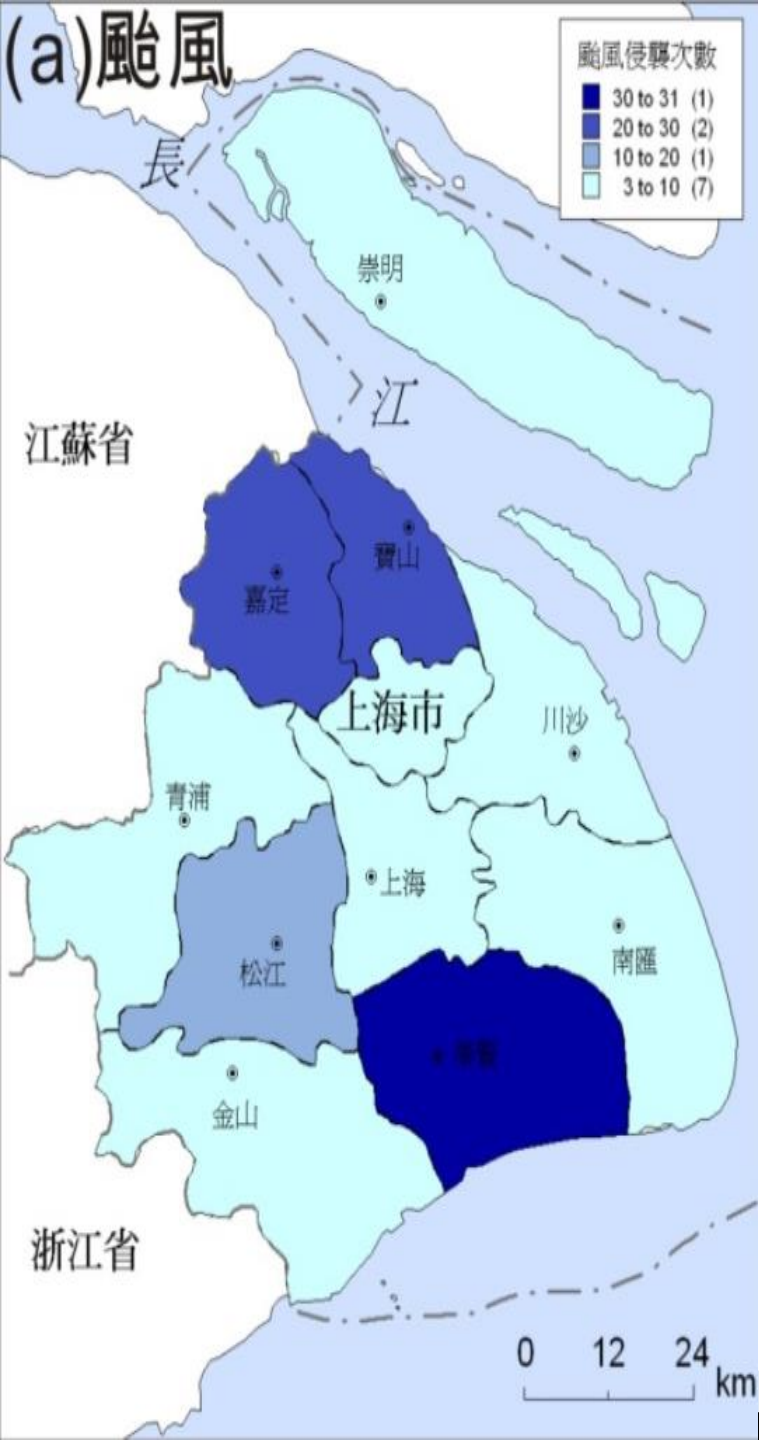 (a)颱風
颱風侵襲次數
30 to 31 (1)
20 to 30 (2)
10 to 20 (1)
3 to 10 (7)
長
崇明
江
江蘇省
寶山
嘉定
上海市
川沙
青浦
上海
松江
南匯
金山
浙江省
0 12 24
km